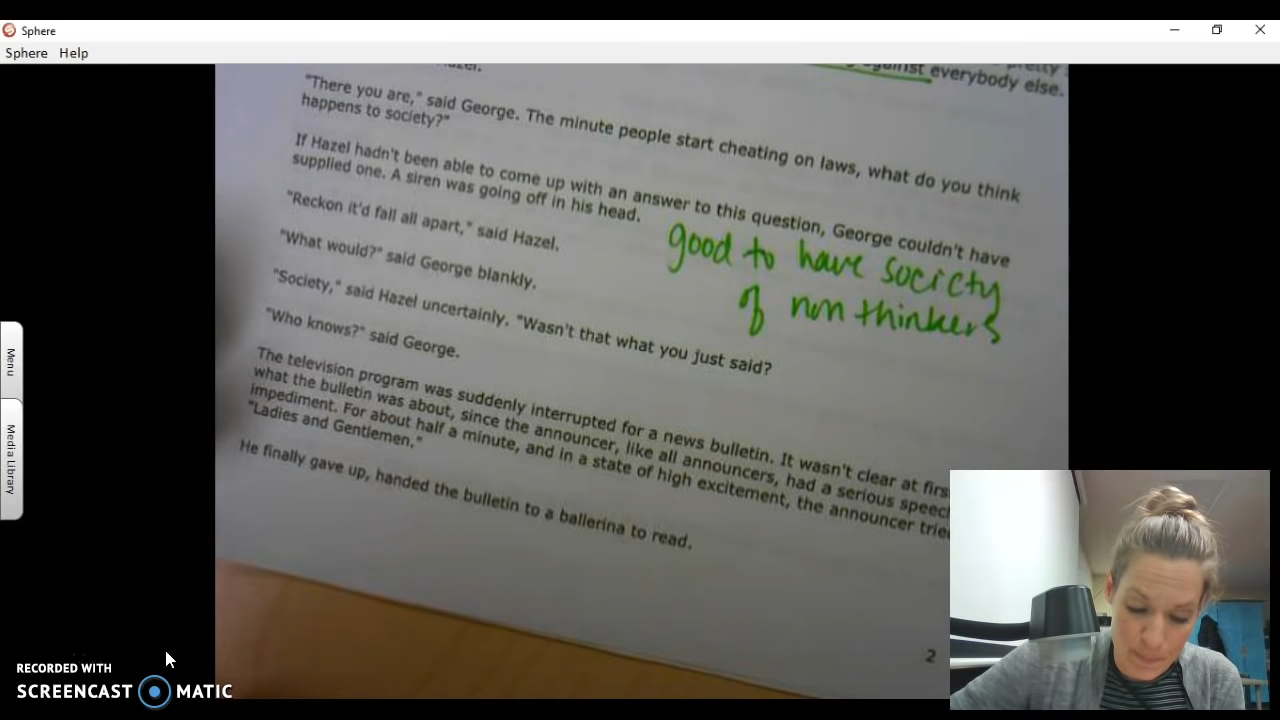 Sphere
Sphere Help
pretty
against everybody else.
"There you are," said George. The minute people start cheating on laws, what do you think
happens to society?"
If Hazel hadn't been able to come up with an answer to this question, George couldn't have
supplied one. A siren was going off in his head.
"Reckon it'd fall all apart," said Hazel.
good to have society
of non thinkers
"What would?" said George blankly.
"Society," said Hazel uncertainly. "Wasn't that what you just said?
"Who knows?" said George.
The television program was suddenly interrupted for a news bulletin. It wasn't clear at firs
what the bulletin was about, since the announcer, like all announcers, had a serious speec
impediment. For about half a minute, and in a state of high excitement, the announcer trie
"Ladies and Gentlemen."
He finally gave up, handed the bulletin to a ballerina to read.
2
Menu
Media Library
RECORDED WITH
SCREENCAST MATIC